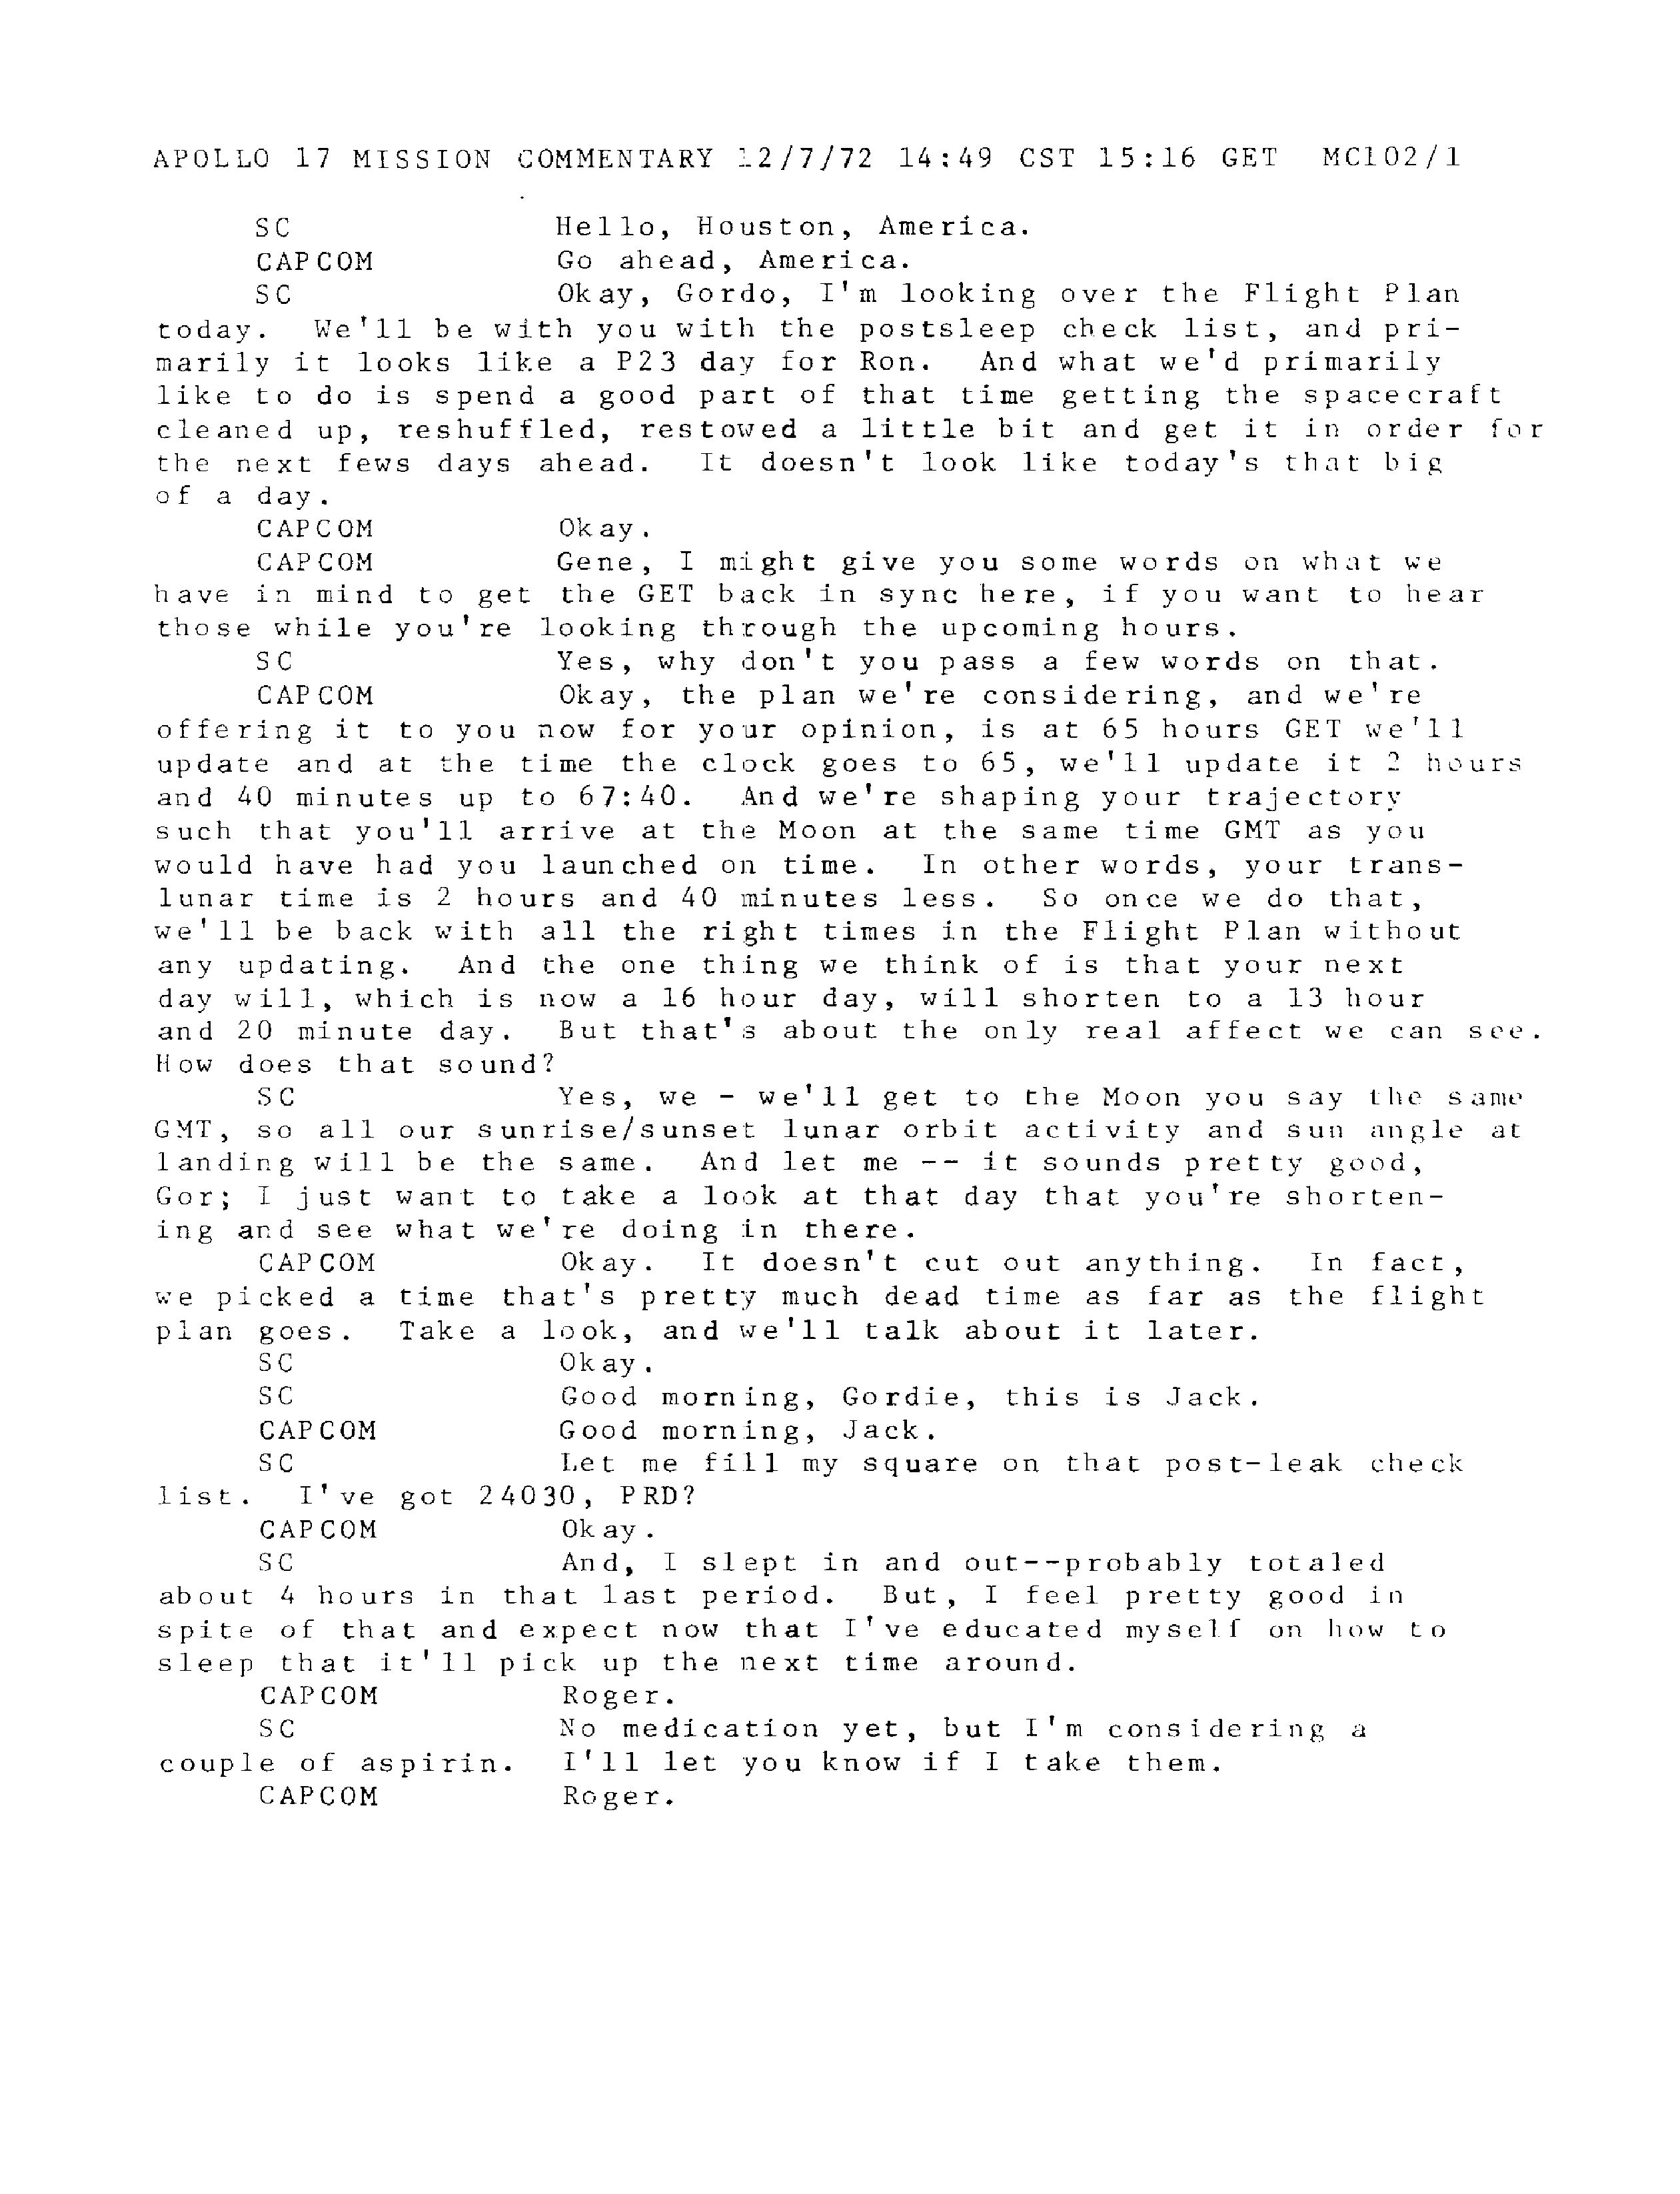 APOLLO 17 MISSION COMMENTARY 12/7/72 14:49 CST 15:16 GET MC102/1
SC Hello, Houston, America.
CAPCOM Go ahead, America.
SC Okay, Gordo, I'm looking over the Flight Plan
today. We'll be with you with the postsleep check list, and pri-
marily it looks like a P23 day for Ron. And what we'd primarily
like to do is spend a good part of that time getting the spacecraft
cleaned up, reshuffled, restowed a little bit and get it in order for
the next fews days ahead. It doesn't look like today's that big
of a day.
CAPCOM Okay.
CAPCOM Gene, I might give you some words on what we
have in mind to get the GET back in sync here, if you want to hear
those while you're looking through the upcoming hours.
SC Yes, why don't you pass a few words on that.
CAPCOM Okay, the plan we're considering, and we're
offering it to you now for your opinion, is at 65 hours GET we'll
update and at the time the clock goes to 65, we'll update it 2 hours
and 40 minutes up to 67:40. And we're shaping your trajectory
such that you'll arrive at the Moon at the same time GMT as you
would have had you launched on time. In other words, your trans-
lunar time is 2 hours and 40 minutes less. So once we do that,
we'll be back with all the right times in the Flight Plan without
any updating. And the one thing we think of is that your next
day will, which is now a 16 hour day, will shorten to a 13 hour
and 20 minute day. But that's about the only real affect we can see.
How does that sound?
SC Yes, we - we'll get to the Moon you say the same
GMT, so all our sunrise/sunset lunar orbit activity and sun angle at
landing will be the same. And let me -- it sounds pretty good,
Gor; I just want to take a look at that day that you're shorten-
ing and see what we're doing in there.
CAPCOM Okay. It doesn't cut out anything. In fact,
we picked a time that's pretty much dead time as far as the flight
plan goes. Take a look, and we'll talk about it later.
SC Okay.
SC Good morning, Gordie, this is Jack.
CAPCOM Good morning, Jack.
SC Let me fill my square on that post-leak check
list. I've got 24030, PRD?
CAPCOM Okay.
SC And, I slept in and out--probably totaled
about 4 hours in that last period. But, I feel pretty good in
spite of that and expect now that I've educated myself on how to
sleep that it'll pick up the next time around.
CAPCOM Roger.
SC No medication yet, but I'm considering a
couple of aspirin. I'll let you know if I take them.
CAPCOM Roger.